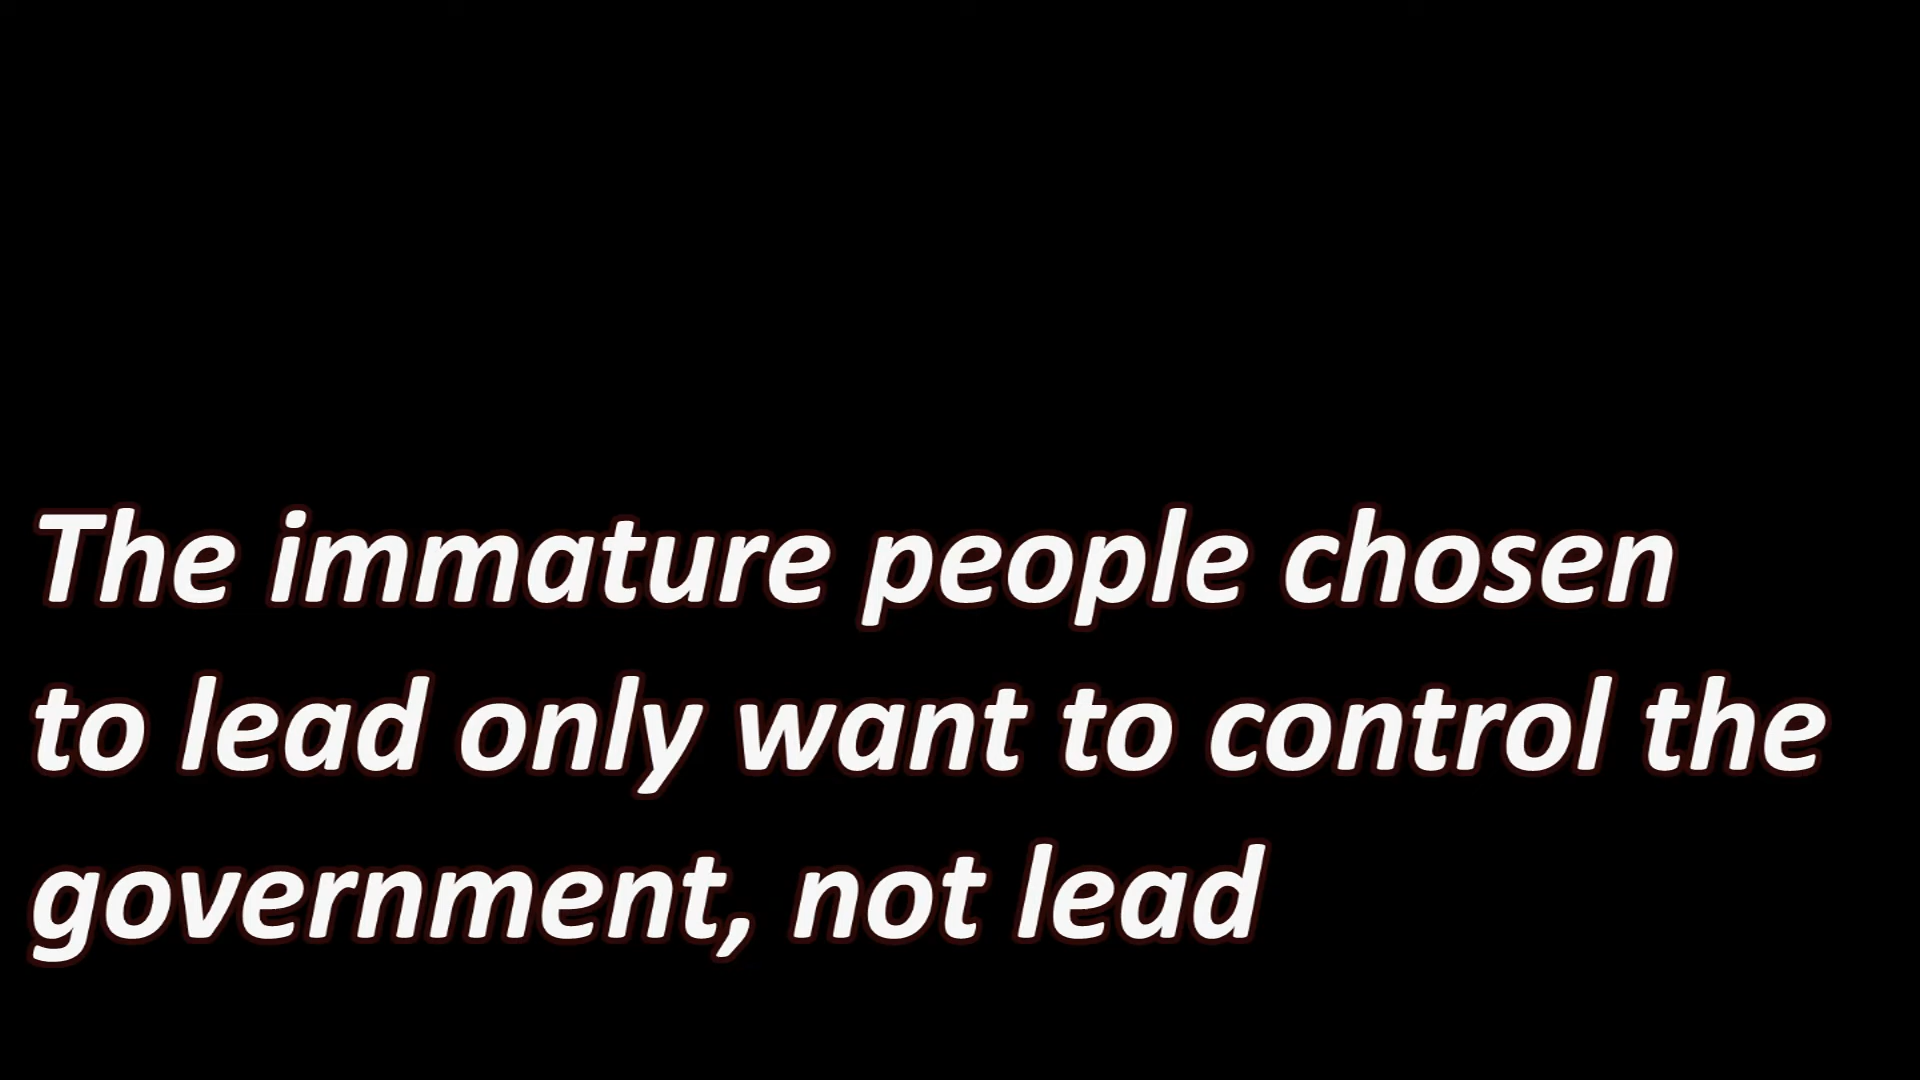 The immature people chosen
to lead only want to control the
government, not lead